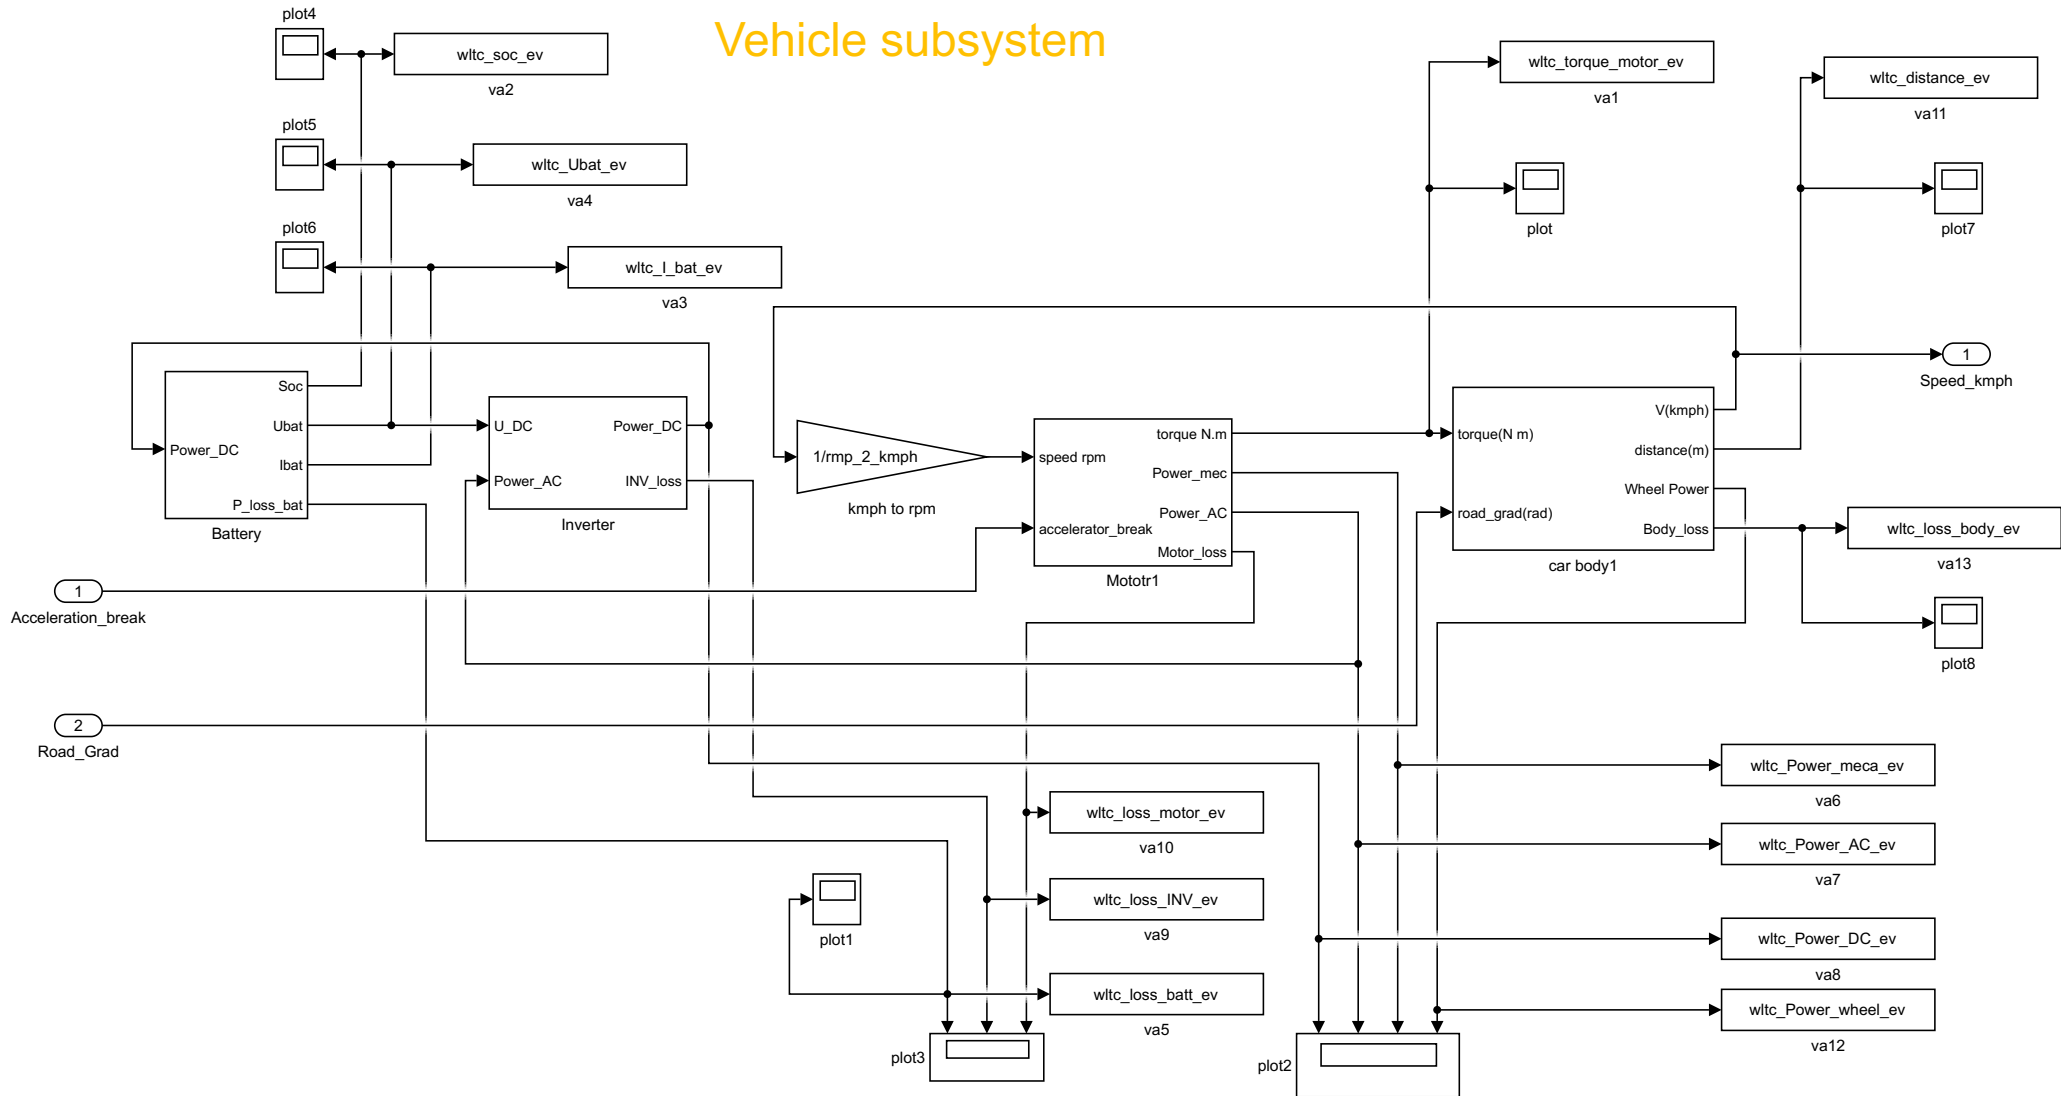 Vehicle subsystem
plot4
wltc_soc_ev
va2
plot5
wltc_Ubat_ev
va4
plot6
wltc_I_bat_ev
va3
wltc_torque_motor_ev
va1
plot
wltc_distance_ev
va11
plot7
1
Speed_kmph
Power_DC
Soc
Ubat
Ibat
P_loss_bat
Battery
U_DC
Power_AC
Power_DC
INV_loss
Inverter
1/rmp_2_kmph
kmph to rpm
speed rpm
accelerator_break
torque N.m
Power_mec
Power_AC
Motor_loss
Mototr1
torque(N m)
road_grad(rad)
V(kmph)
distance(m)
Wheel Power
Body_loss
car body1
wltc_loss_body_ev
va13
plot8
1
Acceleration_break
2
Road_Grad
wltc_Power_meca_ev
va6
wltc_loss_motor_ev
va10
wltc_Power_AC_ev
va7
plot1
wltc_loss_INV_ev
va9
wltc_Power_DC_ev
va8
wltc_loss_batt_ev
va5
wltc_Power_wheel_ev
va12
plot3
plot2